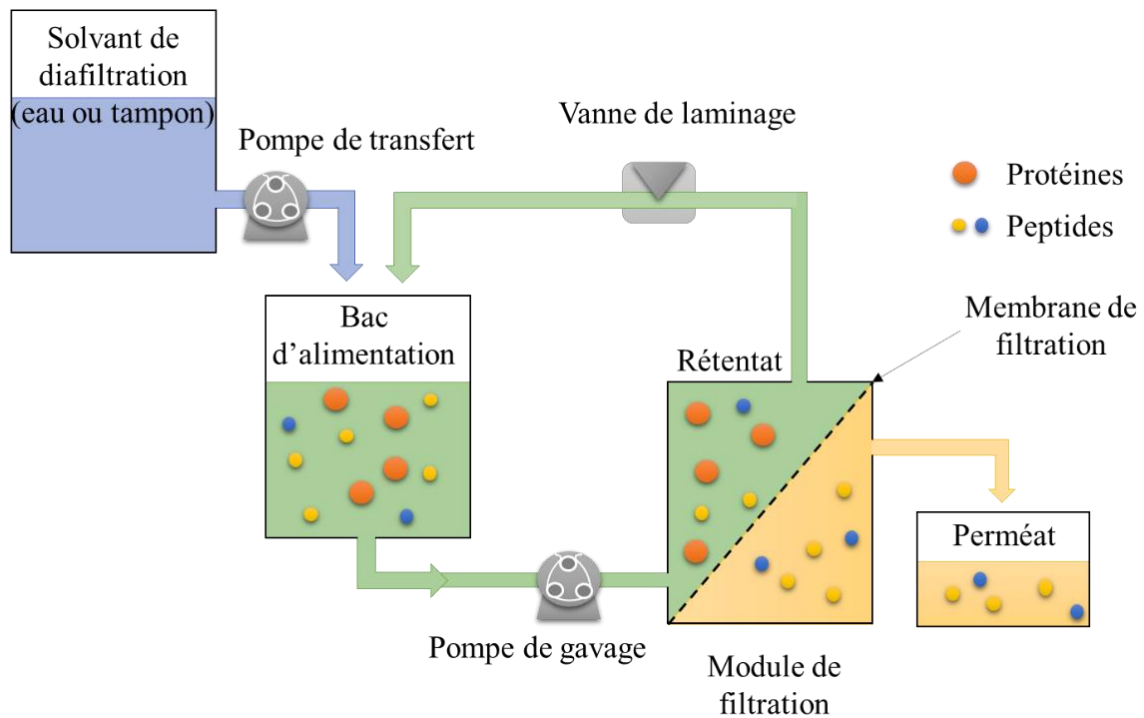 Solvant de
diafiltration
(eau ou tampon)
Pompe de transfert
Vanne de laminage
Protéines
Peptides
Bac
d’alimentation
Rétentat
Membrane de
filtration
Perméat
Pompe de gavage
Module de
filtration